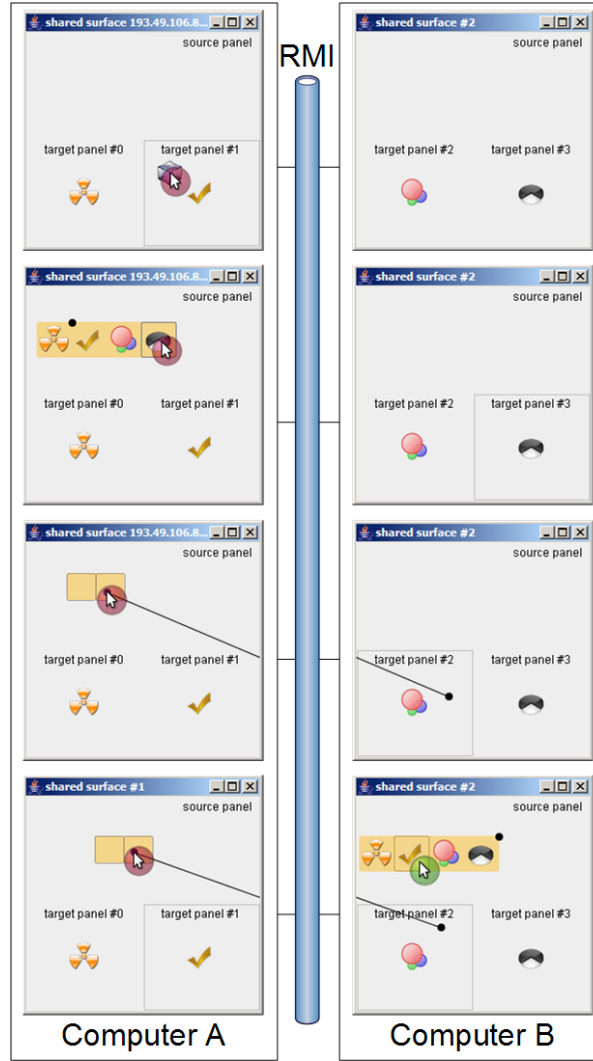 shared surface 193.49.106.8...
source panel
target panel #0
target panel #1
RMI
shared surface #2
source panel
target panel #2
target panel #3
shared surface 193.49.106.8...
source panel
target panel #0
target panel #1
shared surface #2
source panel
target panel #2
target panel #3
shared surface 193.49.106.8...
source panel
target panel #0
target panel #1
shared surface #2
source panel
target panel #2
target panel #3
shared surface #1
source panel
target panel #0
target panel #1
shared surface #2
source panel
target panel #2
target panel #3
Computer A
Computer B